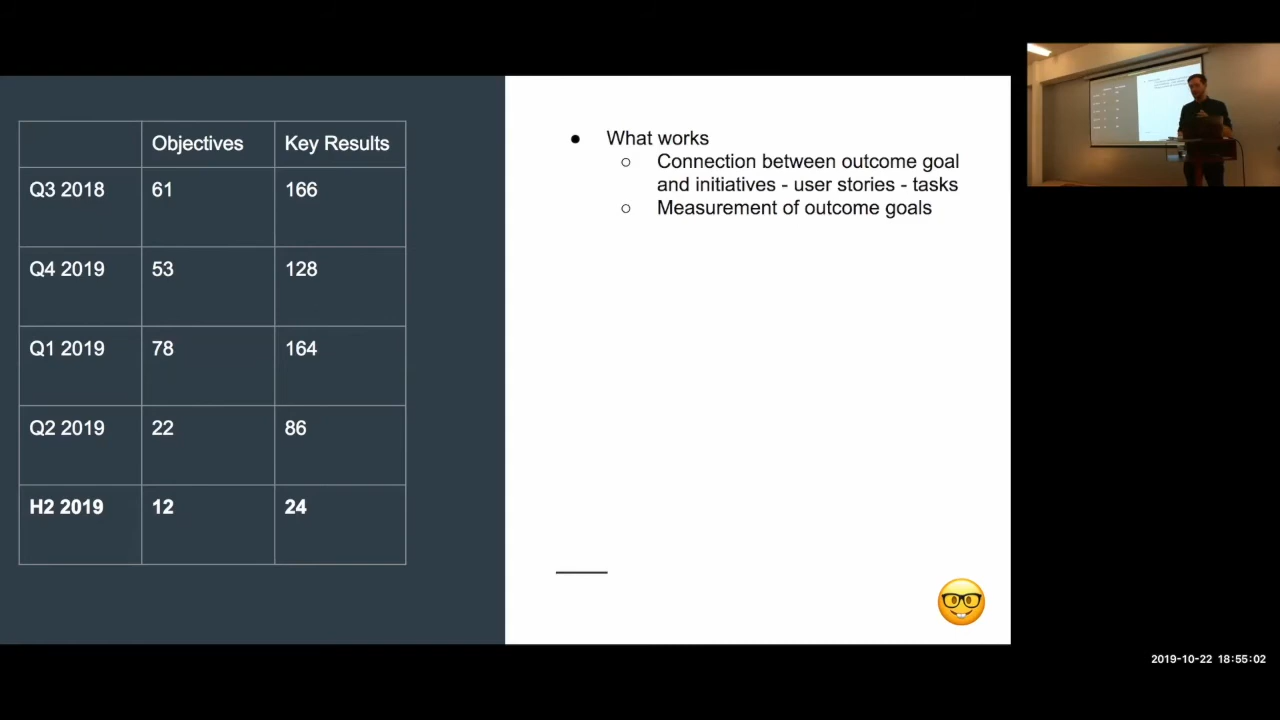 Objectives Key Results
Q3 2018 61 166
Q4 2019 53 128
Q1 2019 78 164
Q2 2019 22 86
H2 2019 12 24
● What works
○ Connection between outcome goal
and initiatives - user stories - tasks
○ Measurement of outcome goals
2019-10-22 18:55:02